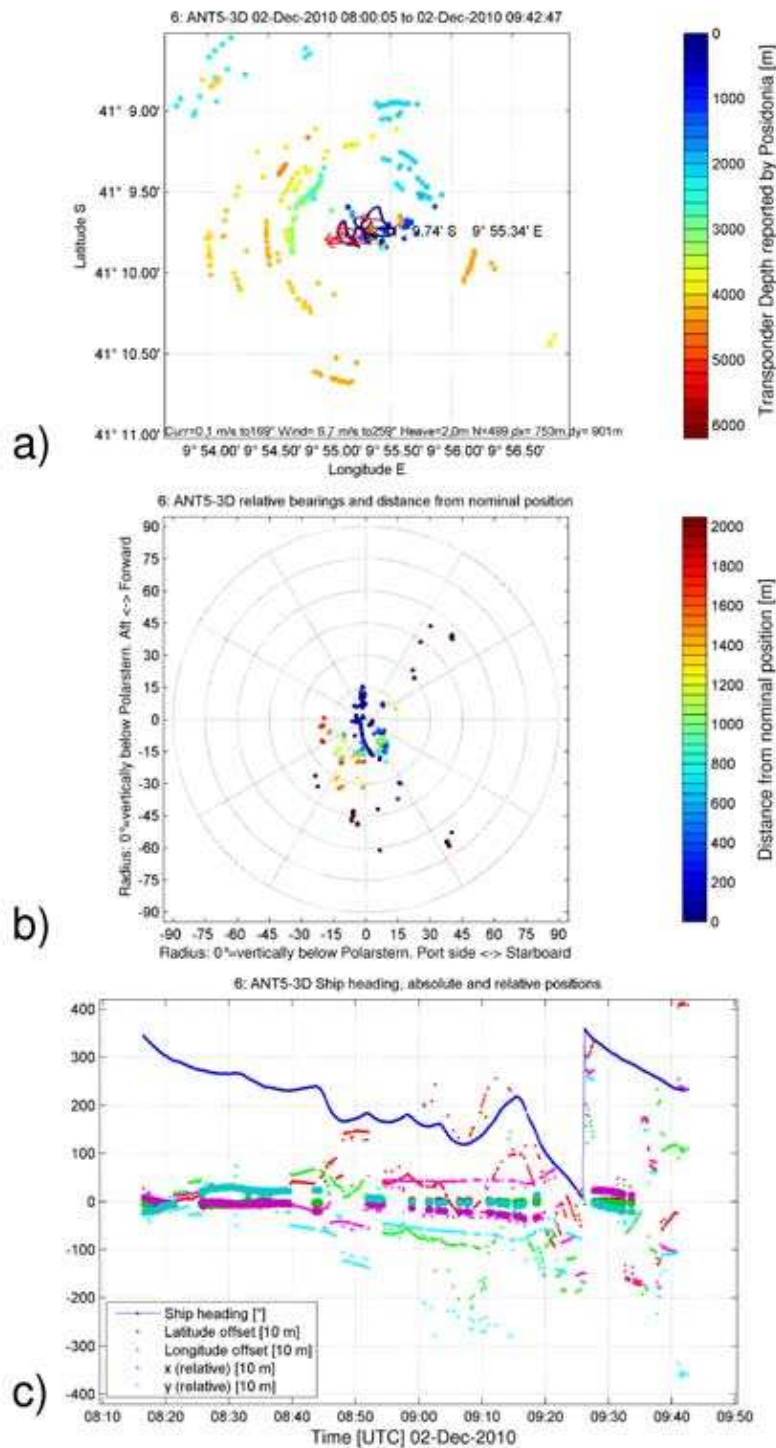 6: ANT5-3D 02-Dec-2010 08:00:05 to 02-Dec-2010 09:42:47
41° 9.00'
41° 9.50'
41° 10.00'
41° 10.50'
41° 11.00'
Latitude S
9.74' S 9° 55.34' E
Curr=0.1 m/s to169° Wind= 6.7 m/s to259° Heave=2.0m N=489 dx= 753m dy= 901m
9° 54.00' 9° 54.50' 9° 55.00' 9° 55.50' 9° 56.00' 9° 56.50'
Longitude E
0
1000
2000
3000
4000
5000
6000
Transponder Depth reported by Posidonia [m]
a)
6: ANT5-3D relative bearings and distance from nominal position
90
75
60
45
30
15
0
-15
-30
-45
-60
-75
-90
Radius: 0°=vertically below Polarstern. Aft <-> Forward
-90 -75 -60 -45 -30 -15 0 15 30 45 60 75 90
Radius: 0°=vertically below Polarstern. Port side <-> Starboard
2000
1800
1600
1400
1200
1000
800
600
400
200
0
Distance from nominal position [m]
b)
6: ANT5-3D Ship heading, absolute and relative positions
400
300
200
100
0
-100
-200
-300
-400
Ship heading [°]
Latitude offset [10 m]
Longitude offset [10 m]
x (relative) [10 m]
y (relative) [10 m]
08:10 08:20 08:30 08:40 08:50 09:00 09:10 09:20 09:30 09:40 09:50
Time [UTC] 02-Dec-2010
c)